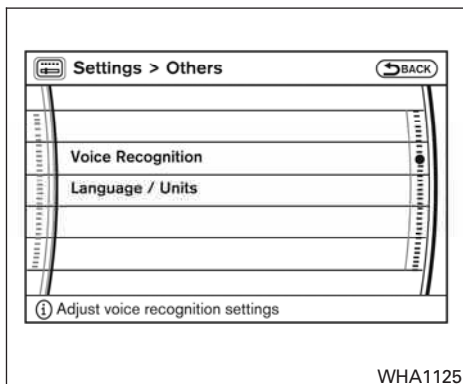 Settings > Others
BACK
Voice Recognition
Language / Units
i Adjust voice recognition settings
WHA1125